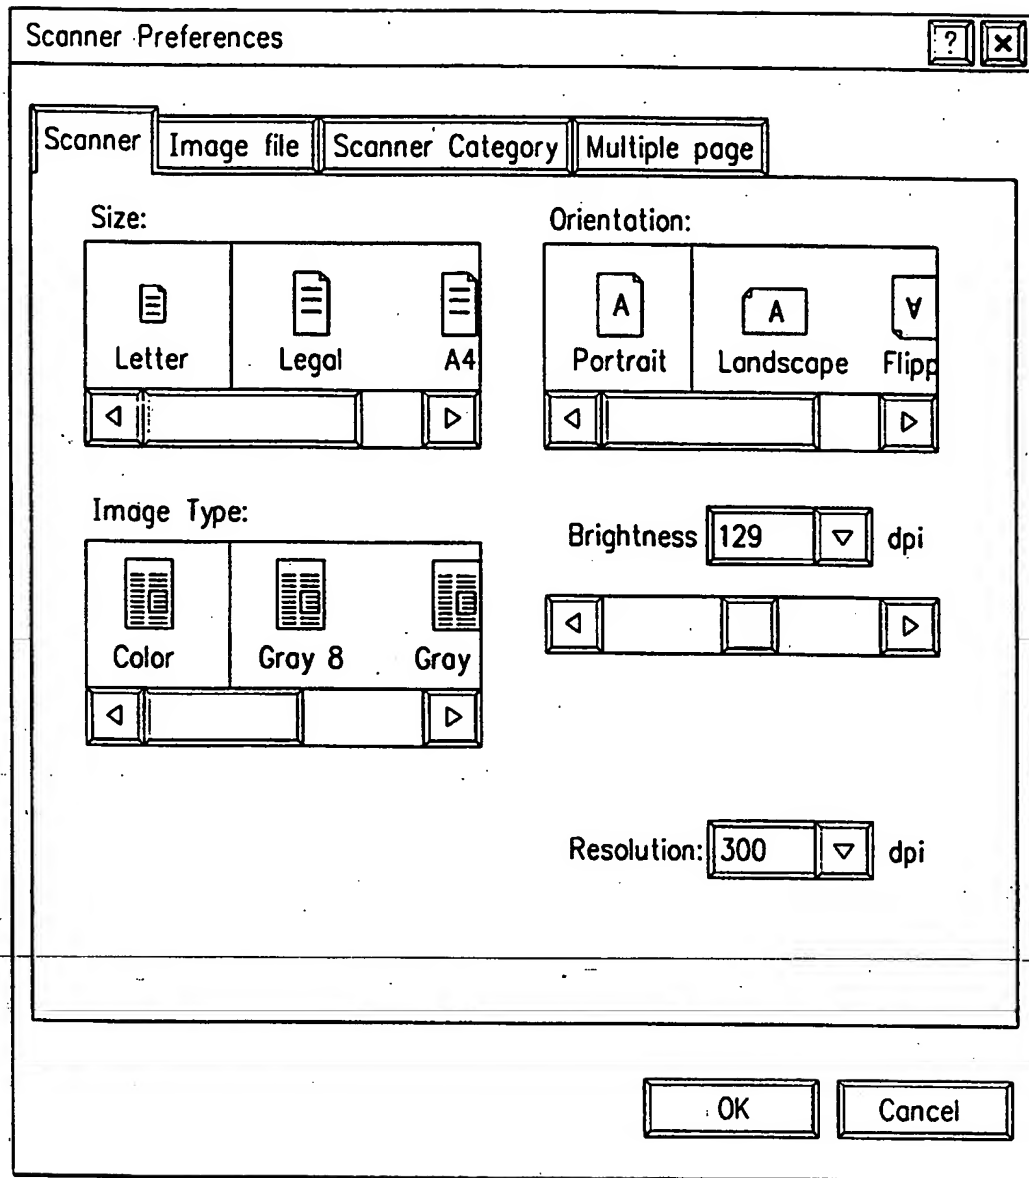 Scanner Preferences
?
Scanner Image file Scanner Category Multiple page
Size:
Letter Legal A4
Orientation:
A A A
Portrait Landscape Flipp
Image Type:
Color Gray 8 Gray
Brightness 129 dpi
Resolution: 300 dpi
OK Cancel